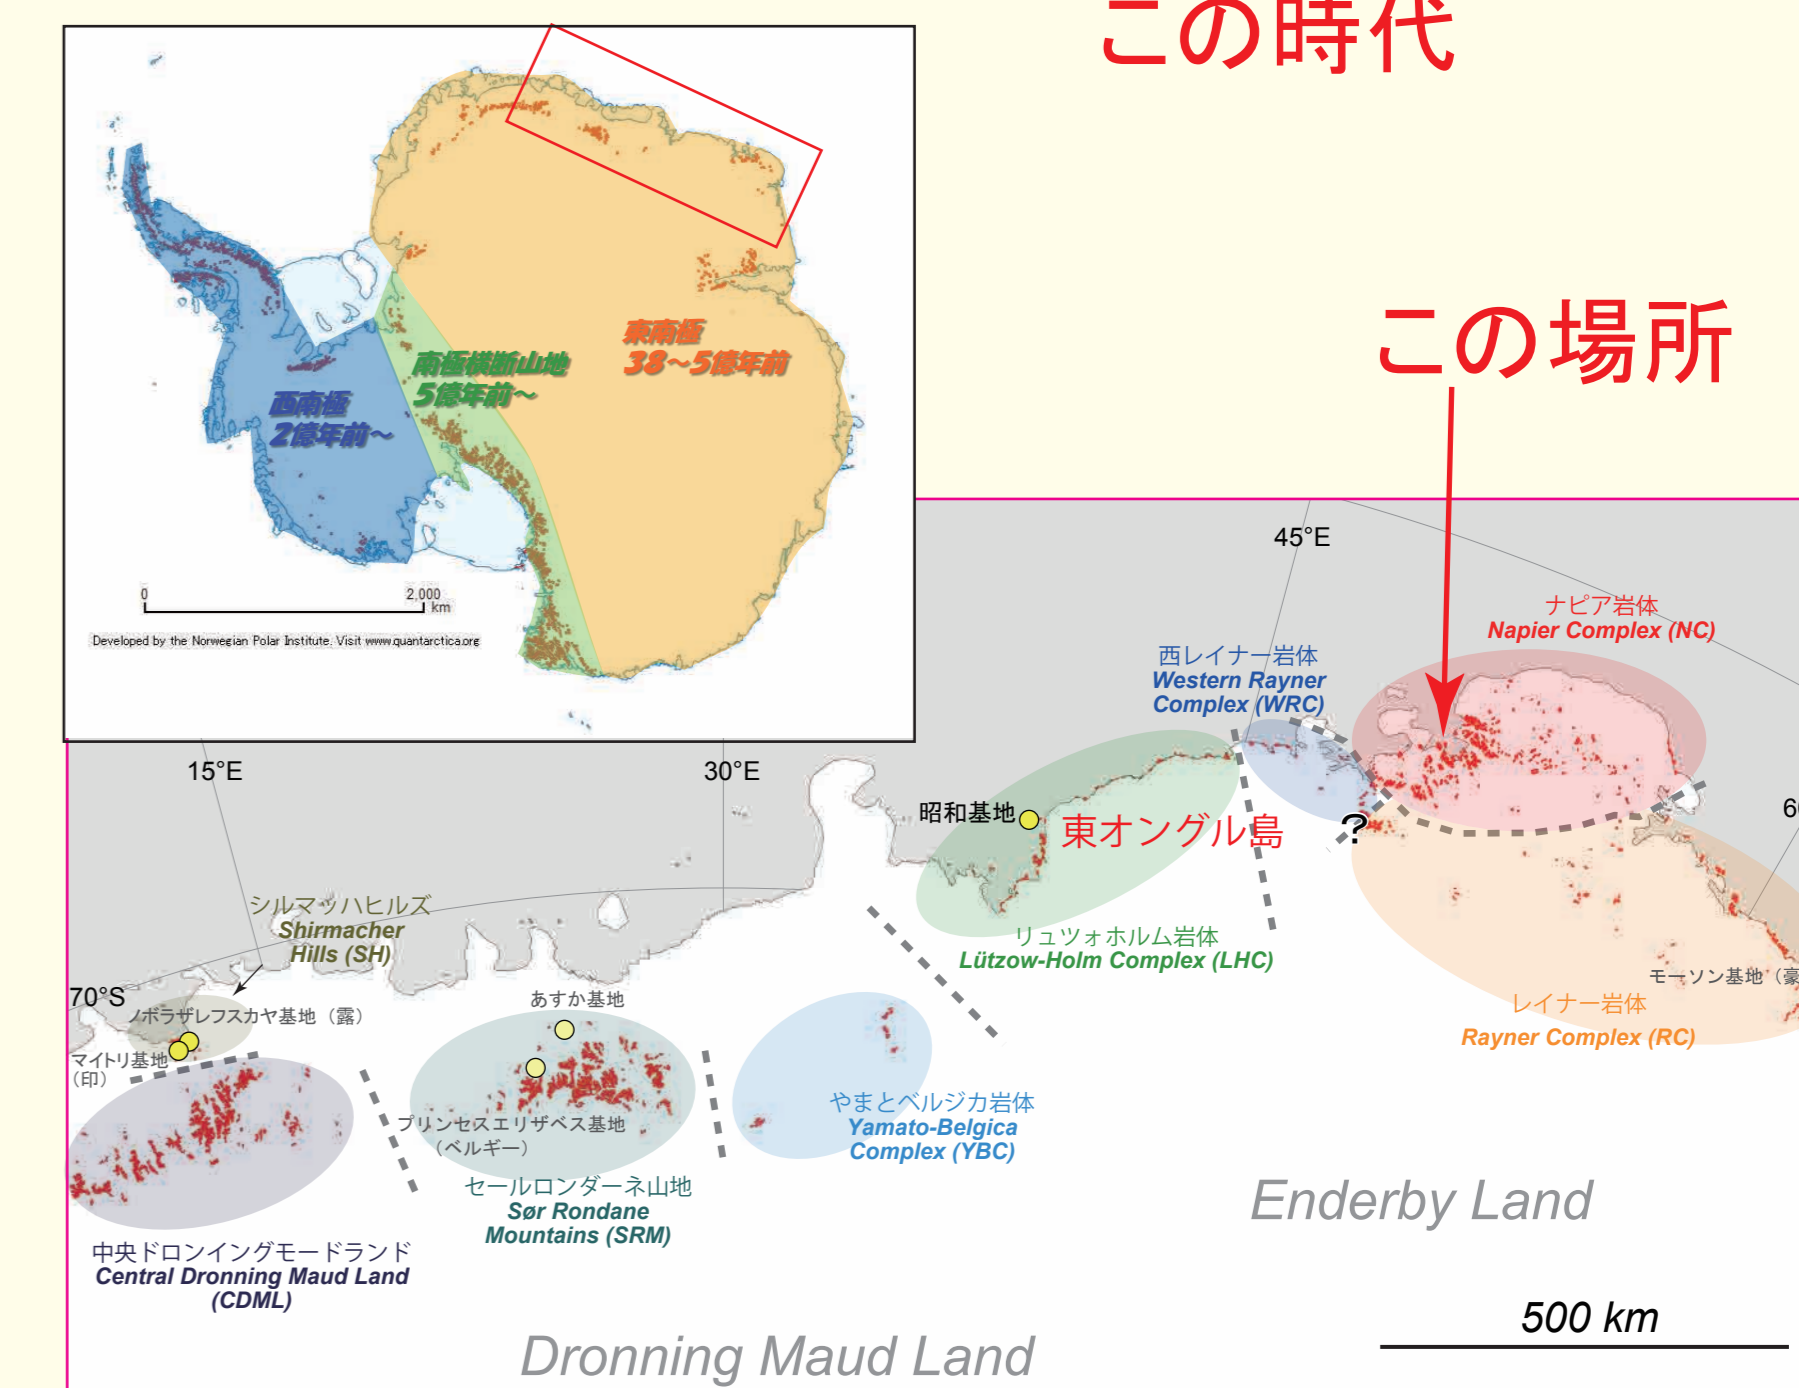 この時代
この場所
東南極
38～5億年前
南極横断山地
5億年前～
西南極
2億年前～
0
2,000
km
Developed by the Norwegian Polar Institute. Visit www.quantarctica.org
45°E
ナピア岩体
Napier Complex (NC)
西レイナー岩体
Western Rayner
Complex (WRC)
15°E
30°E
昭和基地
東オングル島
?
シルマッハヒルズ
Shirmacher
Hills (SH)
リュツォホルム岩体
Lützow-Holm Complex (LHC)
70°S
ノボラザレフスカヤ基地（露）
マイトリ基地
（印）
あすか基地
モーソン基地（豪
レイナー岩体
Rayner Complex (RC)
プリンセスエリザベス基地
（ベルギー）
やまとベルジカ岩体
Yamato-Belgica
Complex (YBC)
セールロンダーネ山地
Sør Rondane
Mountains (SRM)
中央ドロンイングモードランド
Central Dronning Maud Land
(CDML)
Enderby Land
500 km
Dronning Maud Land